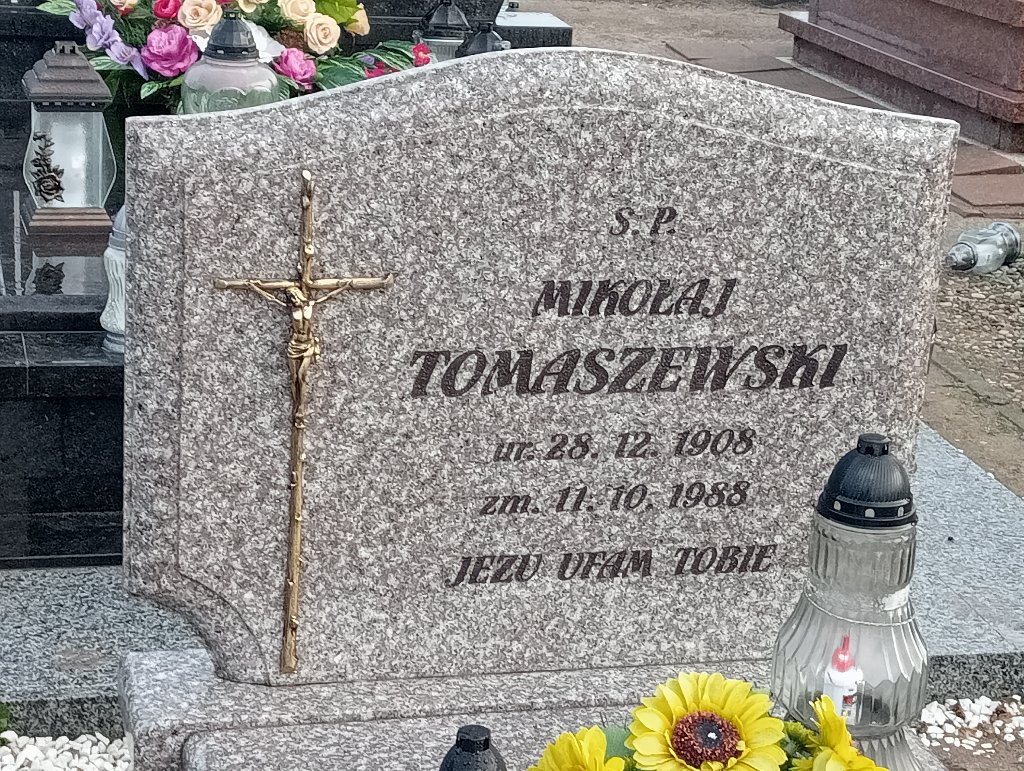 S. P.
MIKOŁAJ
TOMASZEWSKI
ur. 28. 12. 1908
zm. 11. 10. 1988
JEZU UFAM TOBIE